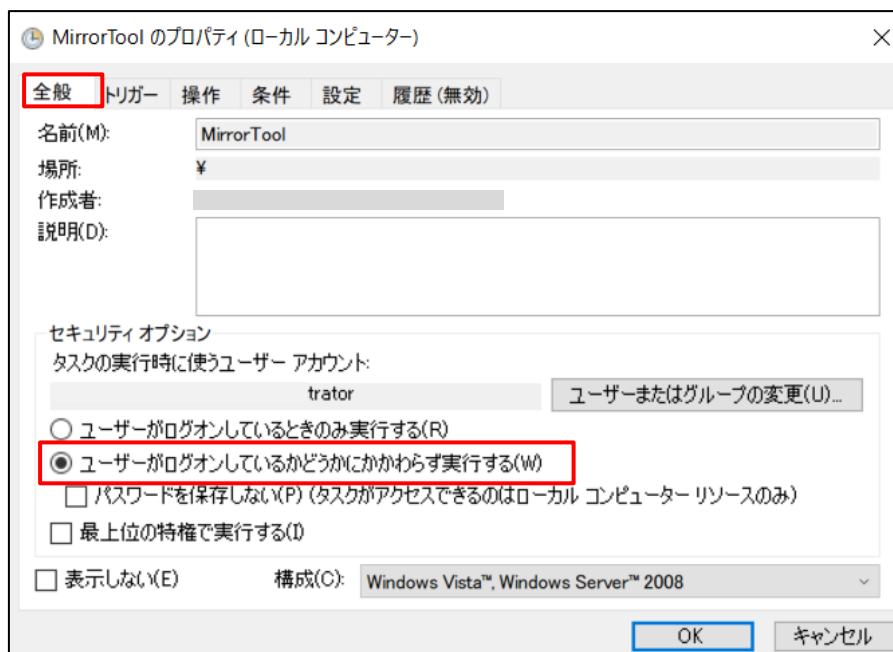 MirrorTool のプロパティ (ローカル コンピューター)
全般 トリガー 操作 条件 設定 履歴 (無効)
名前(M): MirrorTool
場所: ¥
作成者:
説明(D):
セキュリティ オプション
タスクの実行時に使うユーザー アカウント:
trator ユーザーまたはグループの変更(U)...
ユーザーがログオンしているときのみ実行する(R)
ユーザーがログオンしているかどうかにかかわらず実行する(W)
パスワードを保存しない(P) (タスクがアクセスできるのはローカル コンピューター リソースのみ)
最上位の特権で実行する(I)
表示しない(E) 構成(C): Windows Vista™, Windows Server™ 2008
OK キャンセル